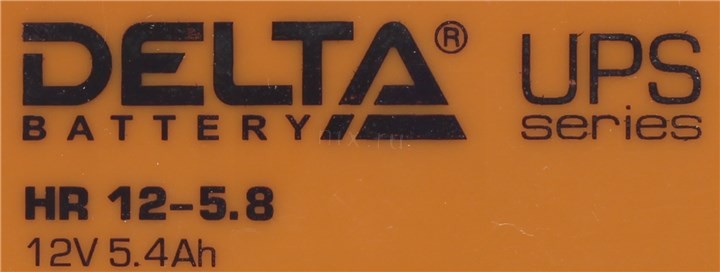 DELTA®
BATTERY
UPS
series
HR 12-5.8
12V 5.4Ah